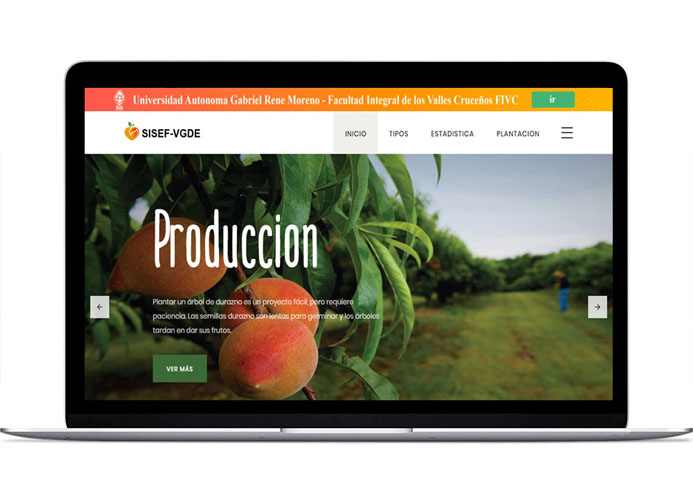 Universidad Autonoma Gabriel Rene Moreno - Facultad Integral de los Valles Cruceños FIVC
ir
SISEF-VGDE
INICIO
TIPOS
ESTADISTICA
PLANTACION
Produccion
Plantar un árbol de durazno es un proyecto fácil, pero requiere
paciencia. Las semillas durazno son lentas para germinar y los árboles
tardan en dar sus frutos.
VER MÁS